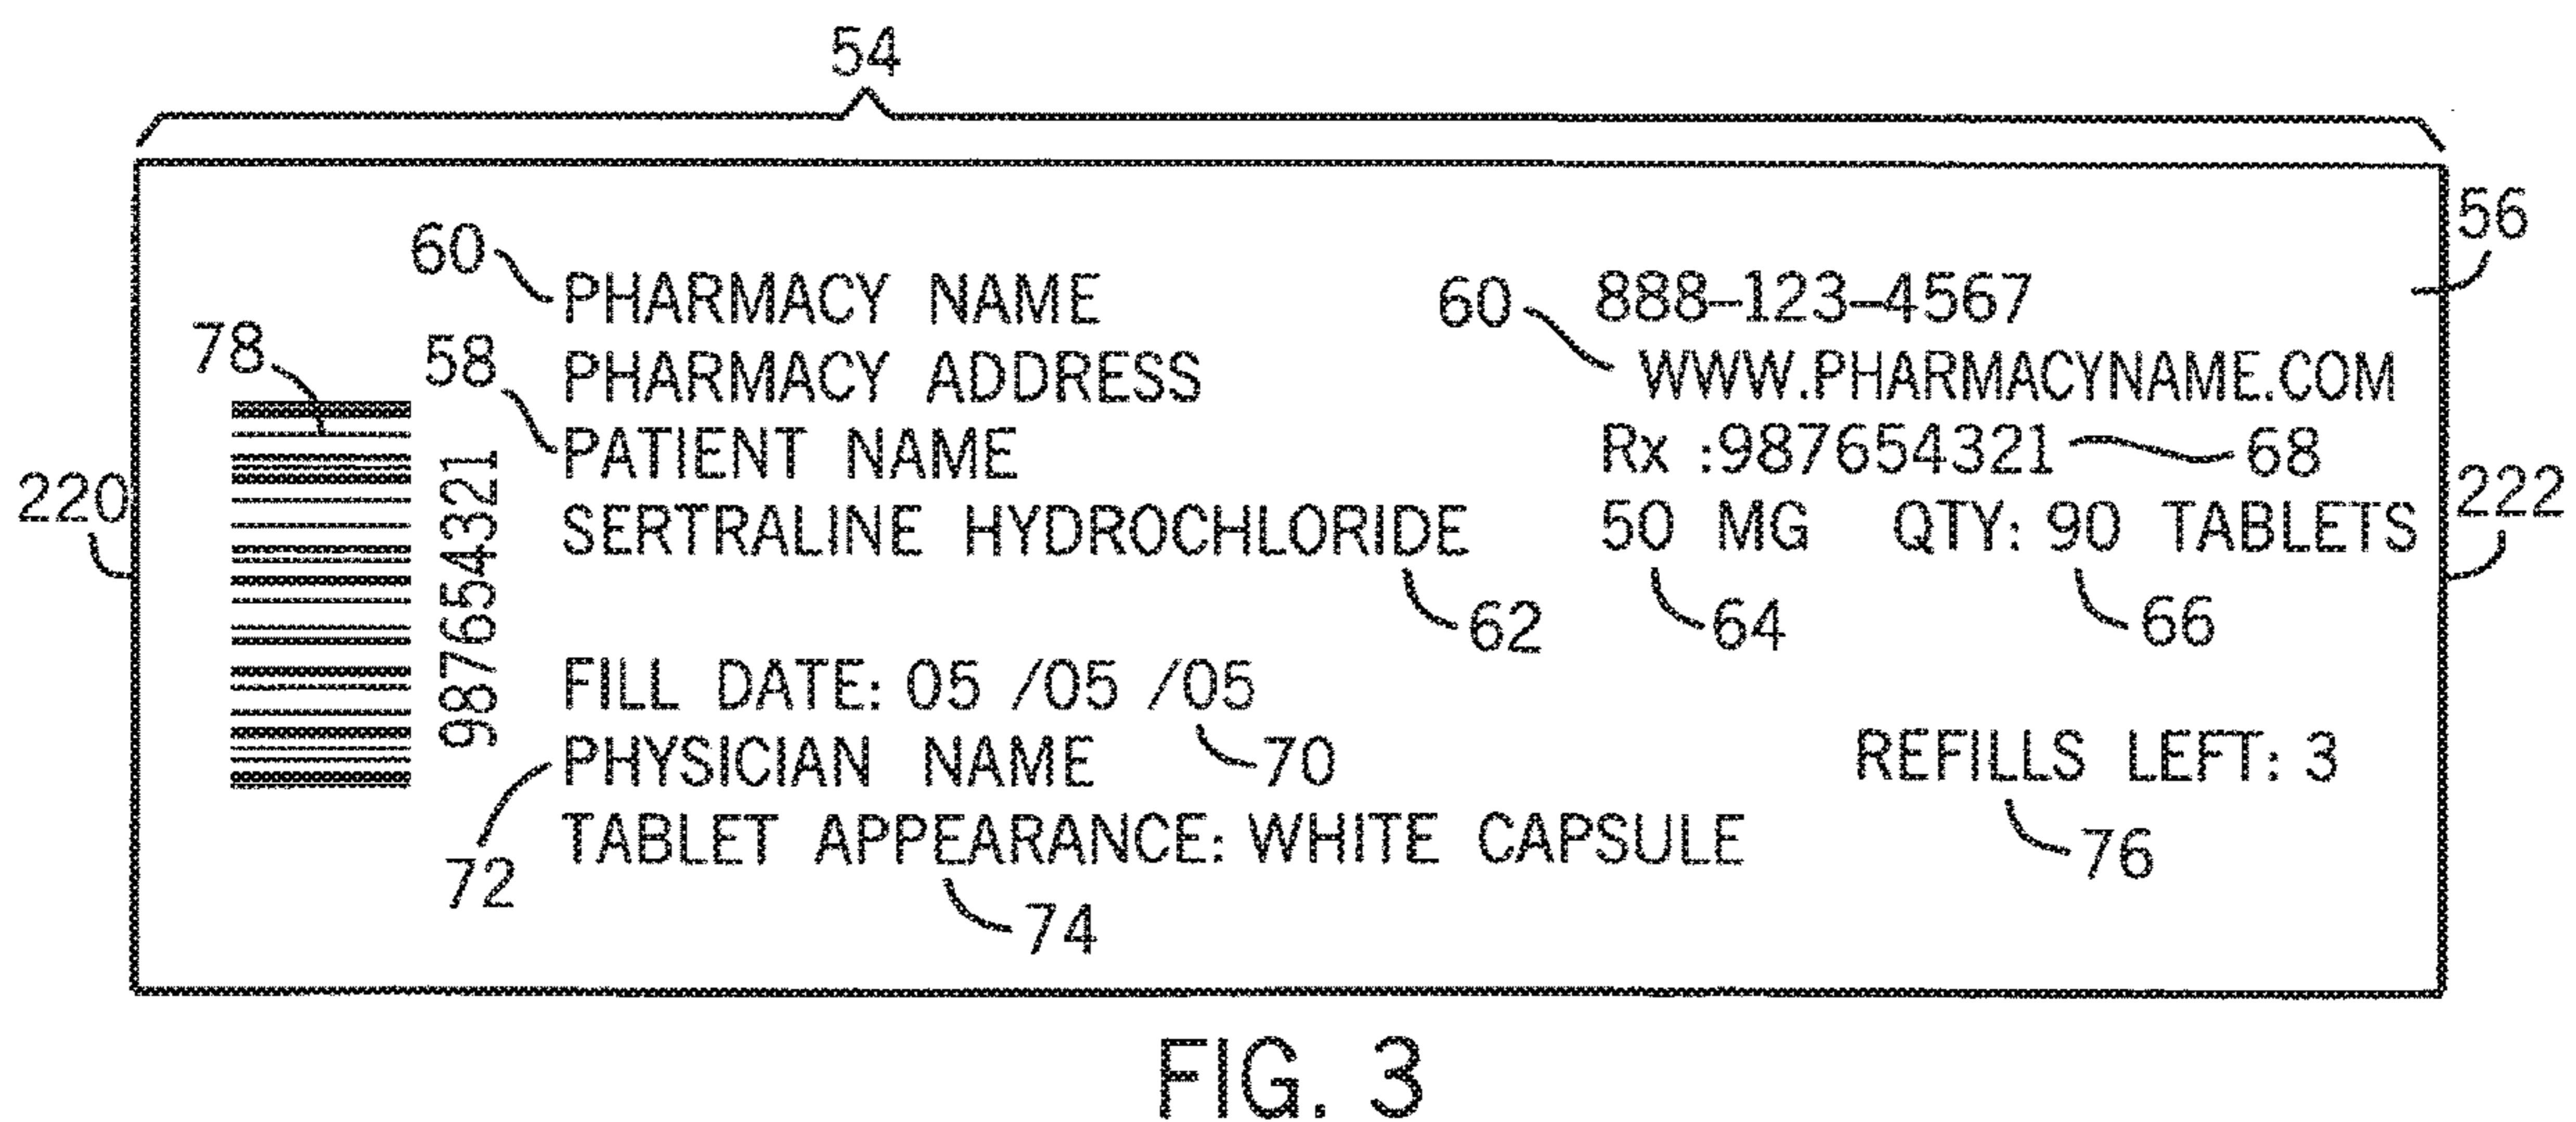 54
56
60 PHARMACY NAME 60 888-123-4567
78 58 PHARMACY ADDRESS WWW.PHARMACYNAME.COM
PATIENT NAME Rx :987654321 68
220 987654321 SERTRALINE HYDROCHLORIDE 50 MG QTY: 90 TABLETS 222
62 64 66
FILL DATE: 05 /05 /05
PHYSICIAN NAME 70 REFILLS LEFT: 3
72 TABLET APPEARANCE: WHITE CAPSULE 76
74
FIG. 3